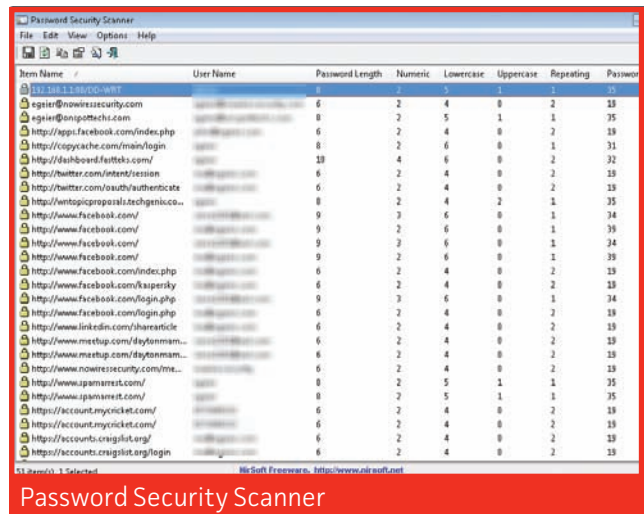 Password Security Scanner
File Edit View Options Help
Item Name / User Name Password Length Numeric Lowercase Uppercase Repeating Passwor
192.168.1.1:80/DD-WRT 8 2 5 1 1 35
egeier@nowiressecurity.com 6 2 4 0 2 19
egeier@onspottechs.com 8 2 5 1 1 35
http://apps.facebook.com/index.php 6 2 4 0 2 19
http://copycache.com/main/login 8 2 6 0 1 31
http://dashboard.fastteks.com/ 10 4 6 0 2 32
http://twitter.com/intent/session 6 2 4 0 2 19
http://twitter.com/oauth/authenticate 6 2 4 0 2 19
http://wntopicproposals.techgenix.co... 8 2 4 2 1 35
http://www.facebook.com/ 9 3 6 0 1 34
http://www.facebook.com/ 9 2 6 0 1 39
http://www.facebook.com/ 9 3 6 0 1 34
http://www.facebook.com/ 9 2 6 0 1 39
http://www.facebook.com/index.php 6 2 4 0 2 19
http://www.facebook.com/kaspersky 6 2 4 0 2 19
http://www.facebook.com/login.php 9 3 6 0 1 34
http://www.facebook.com/login.php 6 2 4 0 2 19
http://www.linkedin.com/sharearticle 6 2 4 0 2 19
http://www.meetup.com/daytonmam... 6 2 4 0 2 19
http://www.meetup.com/daytonmam... 6 2 4 0 2 19
http://www.nowiressecurity.com/me... 6 2 4 0 2 19
http://www.spamarrest.com/ 8 2 5 1 1 35
http://www.spamarrest.com/ 8 2 5 1 1 35
https://account.mycricket.com/ 6 2 4 0 2 19
https://account.mycricket.com/ 6 2 4 0 2 19
https://accounts.craigslist.org/ 6 2 4 0 2 19
https://accounts.craigslist.org/login 6 2 4 0 2 19
51 item(s), 1 Selected NirSoft Freeware. http://www.nirsoft.net
Password Security Scanner